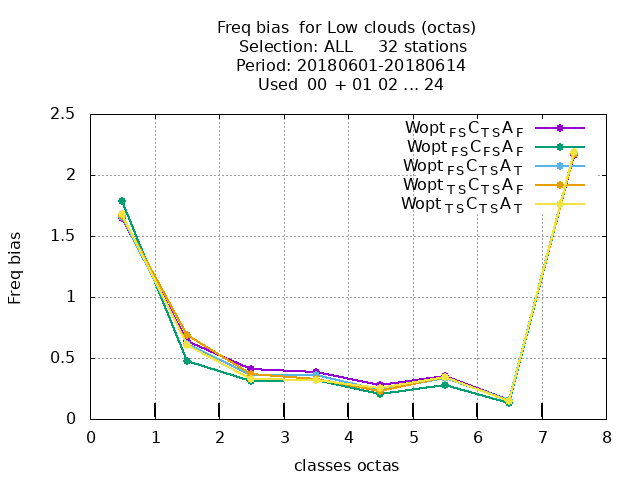 Freq bias  for Low clouds (octas)
Selection: ALL     32 stations
Period: 20180601-20180614
Used  00  + 01 02 ... 24
Wopt FS C TS A F
Wopt FS C FS A F
Wopt FS C TS A T
Wopt TS C TS A F
Wopt TS C TS A T
2.5
2
1.5
1
0.5
0
Freq bias
0 1 2 3 4 5 6 7 8
classes octas